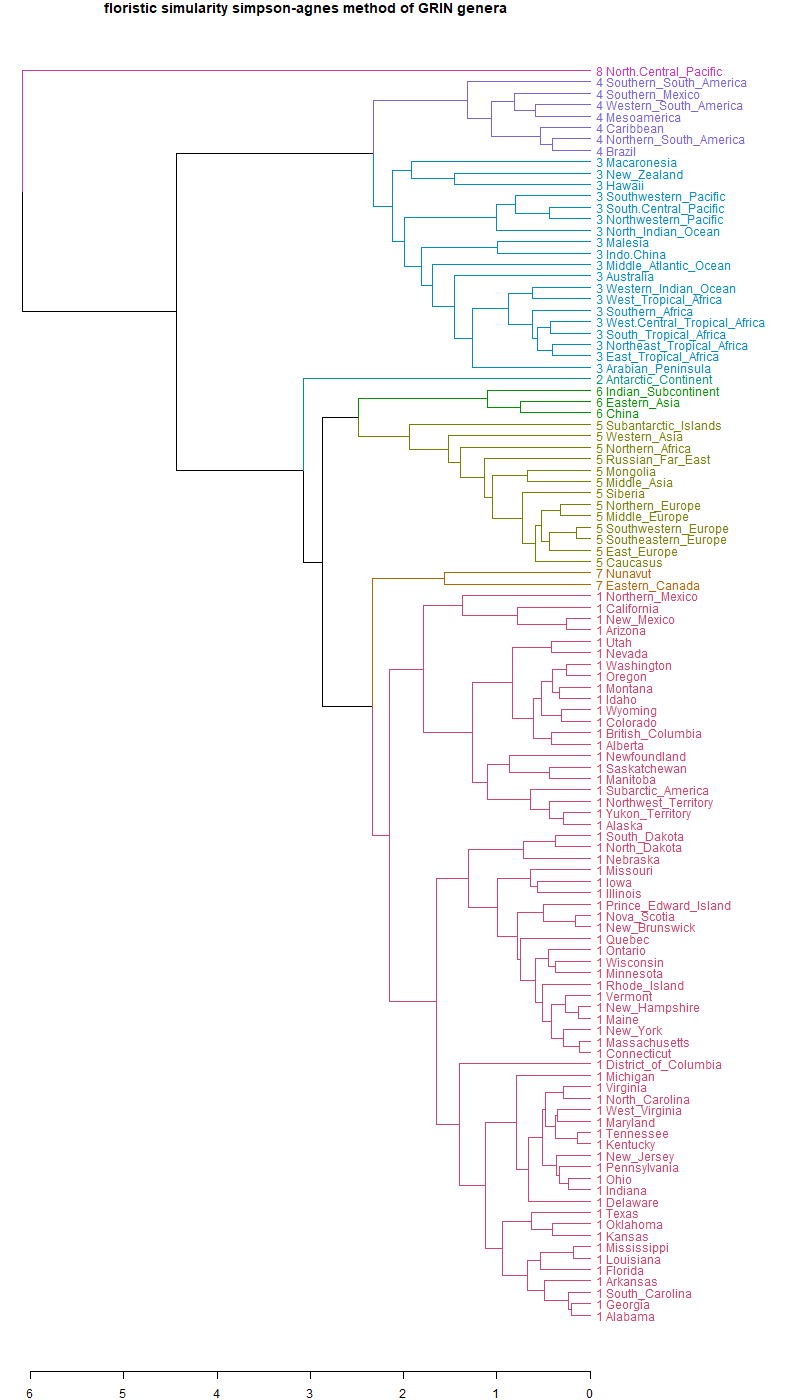 floristic simularity simpson-agnes method of GRIN genera
8 North.Central_Pacific
4 Southern_South_America
4 Southern_Mexico
4 Western_South_America
4 Mesoamerica
4 Caribbean
4 Northern_South_America
4 Brazil
3 Macaronesia
3 New_Zealand
3 Hawaii
3 Southwestern_Pacific
3 South.Central_Pacific
3 Northwestern_Pacific
3 North_Indian_Ocean
3 Malesia
3 Indo.China
3 Middle_Atlantic_Ocean
3 Australia
3 Western_Indian_Ocean
3 West_Tropical_Africa
3 Southern_Africa
3 West.Central_Tropical_Africa
3 South_Tropical_Africa
3 Northeast_Tropical_Africa
3 East_Tropical_Africa
3 Arabian_Peninsula
2 Antarctic_Continent
6 Indian_Subcontinent
6 Eastern_Asia
6 China
5 Subantarctic_Islands
5 Western_Asia
5 Northern_Africa
5 Russian_Far_East
5 Mongolia
5 Middle_Asia
5 Siberia
5 Northern_Europe
5 Middle_Europe
5 Southwestern_Europe
5 Southeastern_Europe
5 East_Europe
5 Caucasus
7 Nunavut
7 Eastern_Canada
1 Northern_Mexico
1 California
1 New_Mexico
1 Arizona
1 Utah
1 Nevada
1 Washington
1 Oregon
1 Montana
1 Idaho
1 Wyoming
1 Colorado
1 British_Columbia
1 Alberta
1 Newfoundland
1 Saskatchewan
1 Manitoba
1 Subarctic_America
1 Northwest_Territory
1 Yukon_Territory
1 Alaska
1 South_Dakota
1 North_Dakota
1 Nebraska
1 Missouri
1 Iowa
1 Illinois
1 Prince_Edward_Island
1 Nova_Scotia
1 New_Brunswick
1 Quebec
1 Ontario
1 Wisconsin
1 Minnesota
1 Rhode_Island
1 Vermont
1 New_Hampshire
1 Maine
1 New_York
1 Massachusetts
1 Connecticut
1 District_of_Columbia
1 Michigan
1 Virginia
1 North_Carolina
1 West_Virginia
1 Maryland
1 Tennessee
1 Kentucky
1 New_Jersey
1 Pennsylvania
1 Ohio
1 Indiana
1 Delaware
1 Texas
1 Oklahoma
1 Kansas
1 Mississippi
1 Louisiana
1 Florida
1 Arkansas
1 South_Carolina
1 Georgia
1 Alabama
6 5 4 3 2 1 0